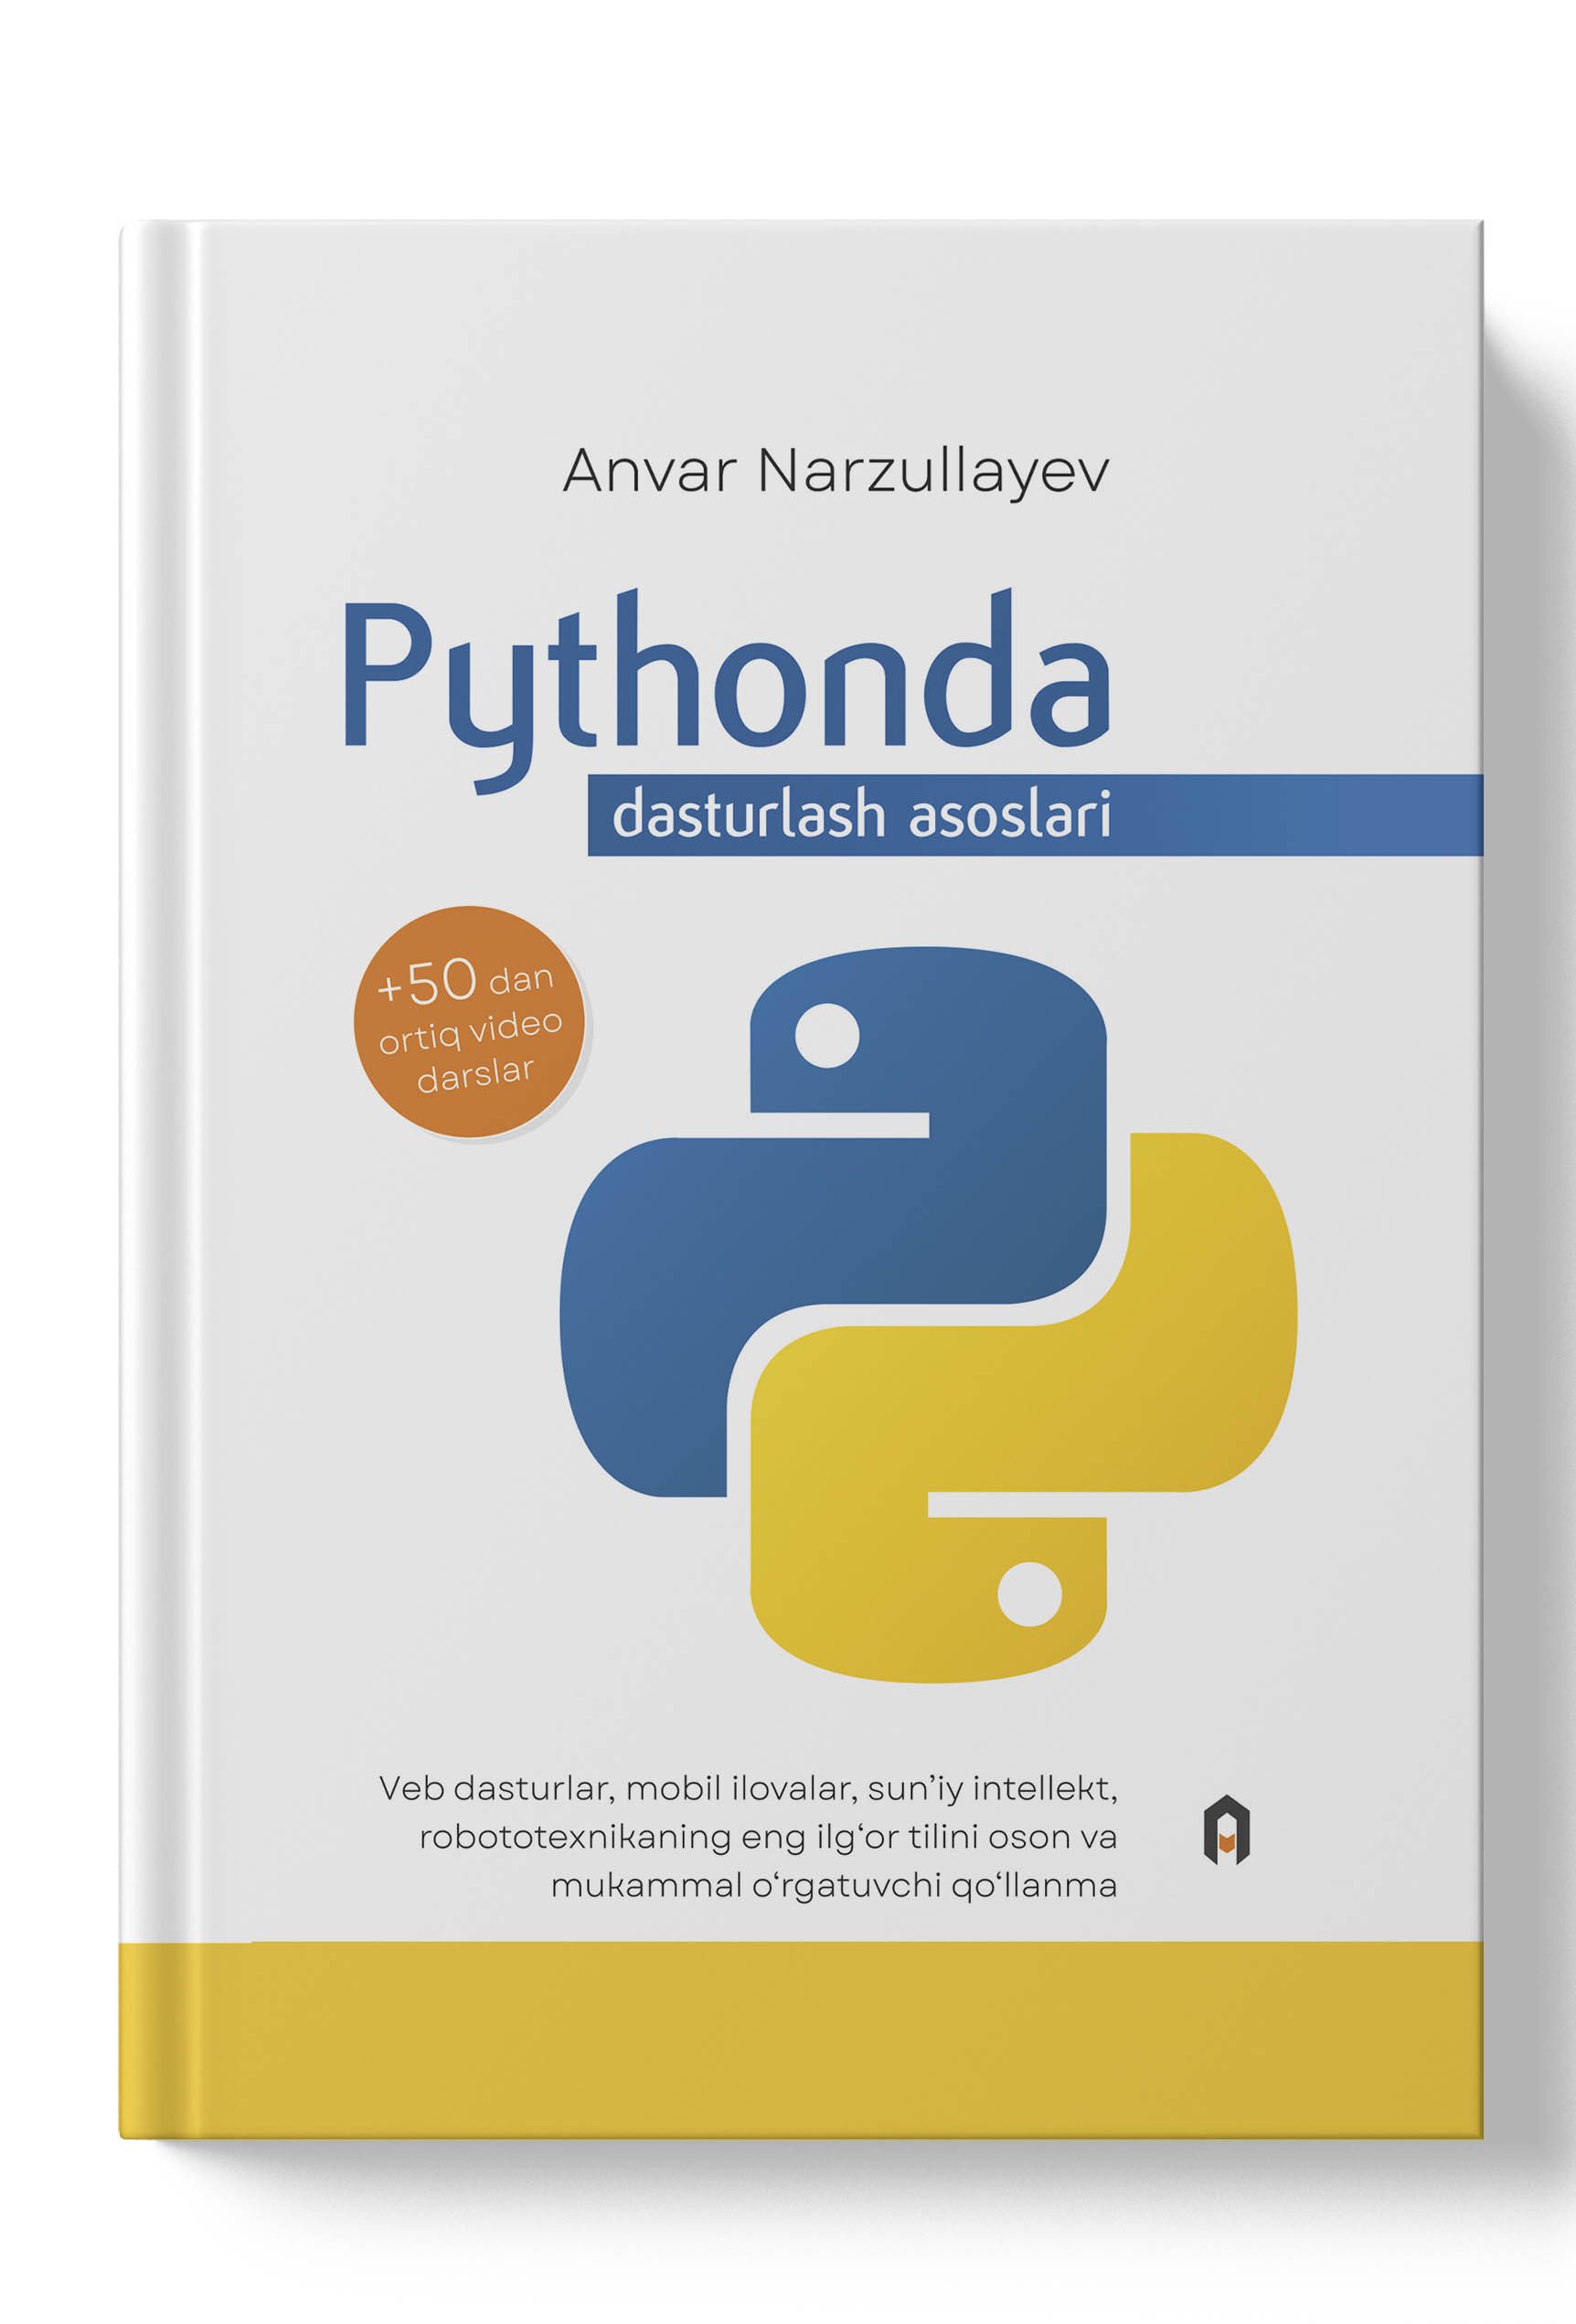 Anvar Narzullayev
Pythonda
dasturlash asoslari
+50 dan
ortiq video
darslar
Veb dasturlar, mobil ilovalar, sun’iy intellekt,
robototexnikaning eng ilg‘or tilini oson va
mukammal o‘rgatuvchi qo‘llanma